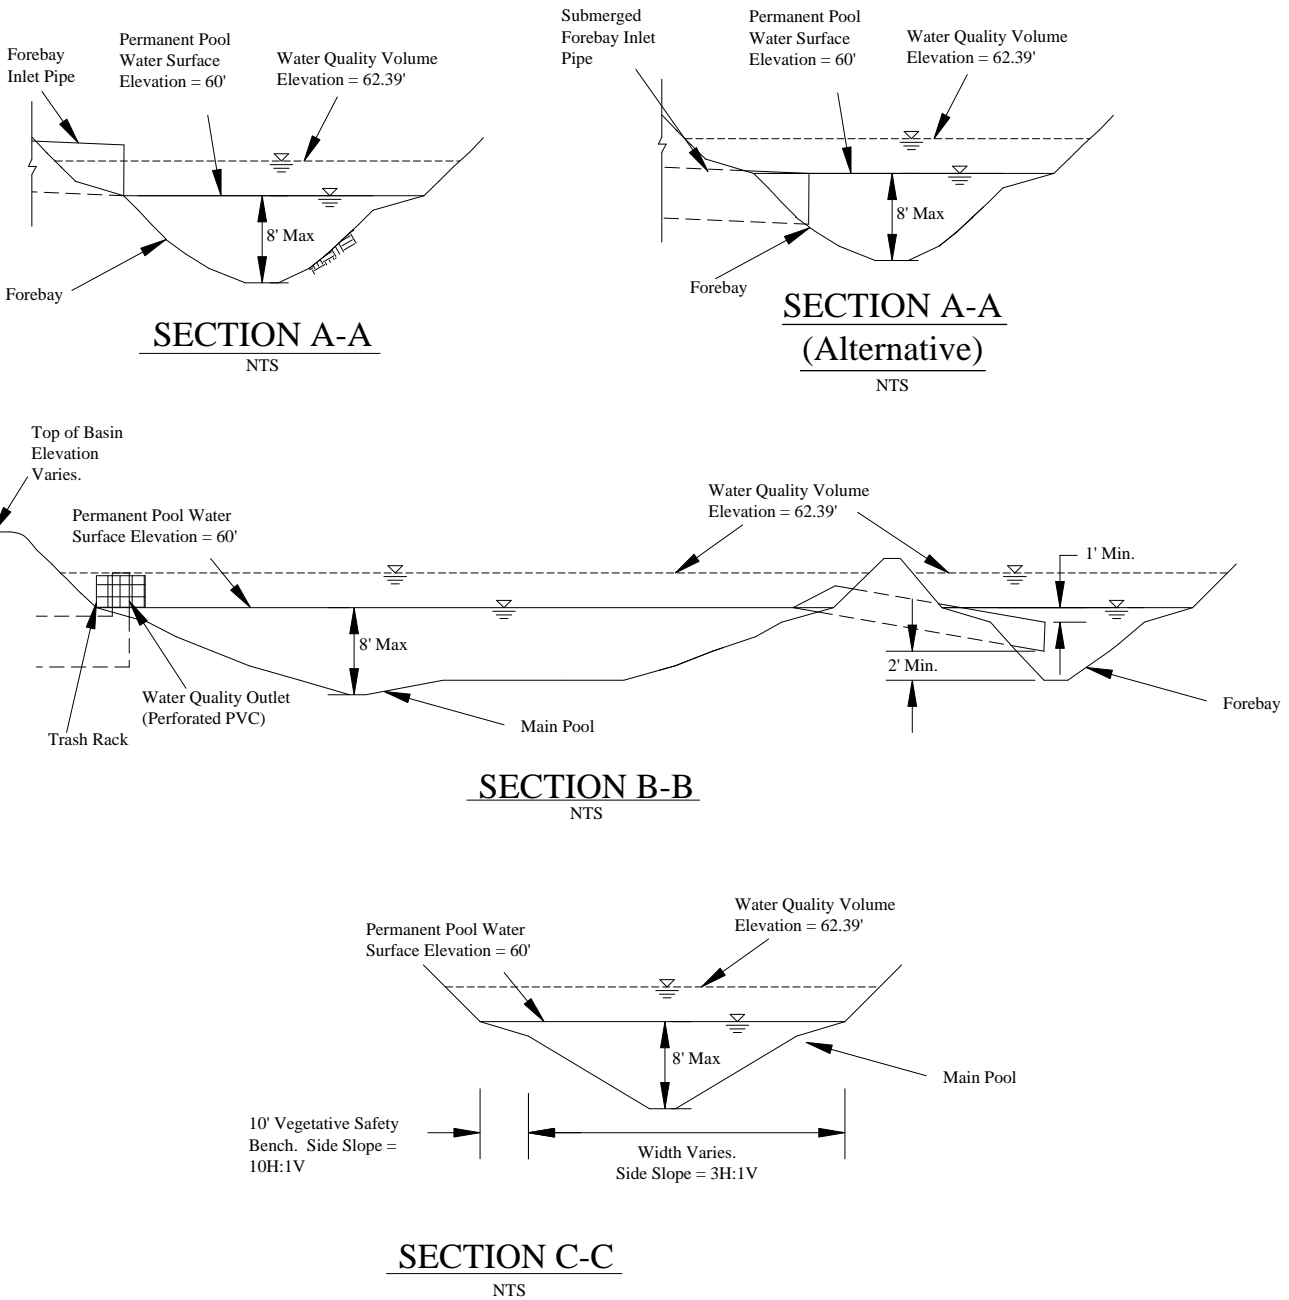 Forebay
Inlet Pipe
Permanent Pool
Water Surface
Elevation = 60'
Water Quality Volume
Elevation = 62.39'
8' Max
Forebay
SECTION A-A
NTS
Submerged
Forebay Inlet
Pipe
Permanent Pool
Water Surface
Elevation = 60'
Water Quality Volume
Elevation = 62.39'
8' Max
Forebay
SECTION A-A
(Alternative)
NTS
Top of Basin
Elevation
Varies.
Permanent Pool Water
Surface Elevation = 60'
Water Quality Volume
Elevation = 62.39'
1' Min.
8' Max
2' Min.
Water Quality Outlet
(Perforated PVC)
Trash Rack
Main Pool
Forebay
SECTION B-B
NTS
Permanent Pool Water
Surface Elevation = 60'
Water Quality Volume
Elevation = 62.39'
8' Max
Main Pool
10' Vegetative Safety
Bench.  Side Slope =
10H:1V
Width Varies.
Side Slope = 3H:1V
SECTION C-C
NTS